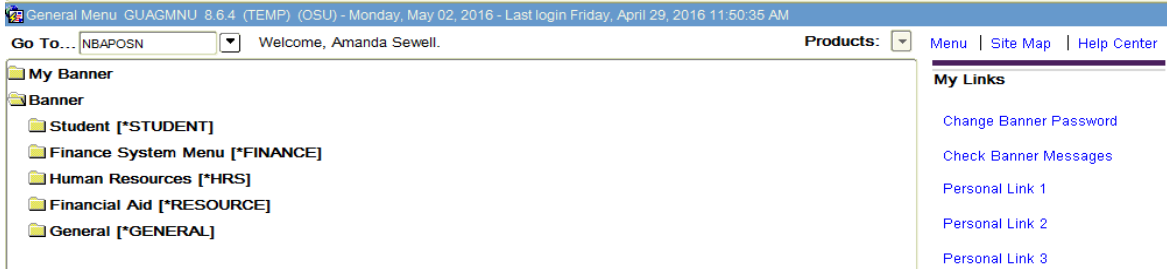 General Menu GUAGMNU 8.6.4 (TEMP) (OSU) - Monday, May 02, 2016 - Last login Friday, April 29, 2016 11:50:35 AM
Go To... NBAPOSN Welcome, Amanda Sewell. Products: Menu | Site Map | Help Center
My Banner
Banner
Student [*STUDENT]
Finance System Menu [*FINANCE]
Human Resources [*HRS]
Financial Aid [*RESOURCE]
General [*GENERAL]
My Links
Change Banner Password
Check Banner Messages
Personal Link 1
Personal Link 2
Personal Link 3